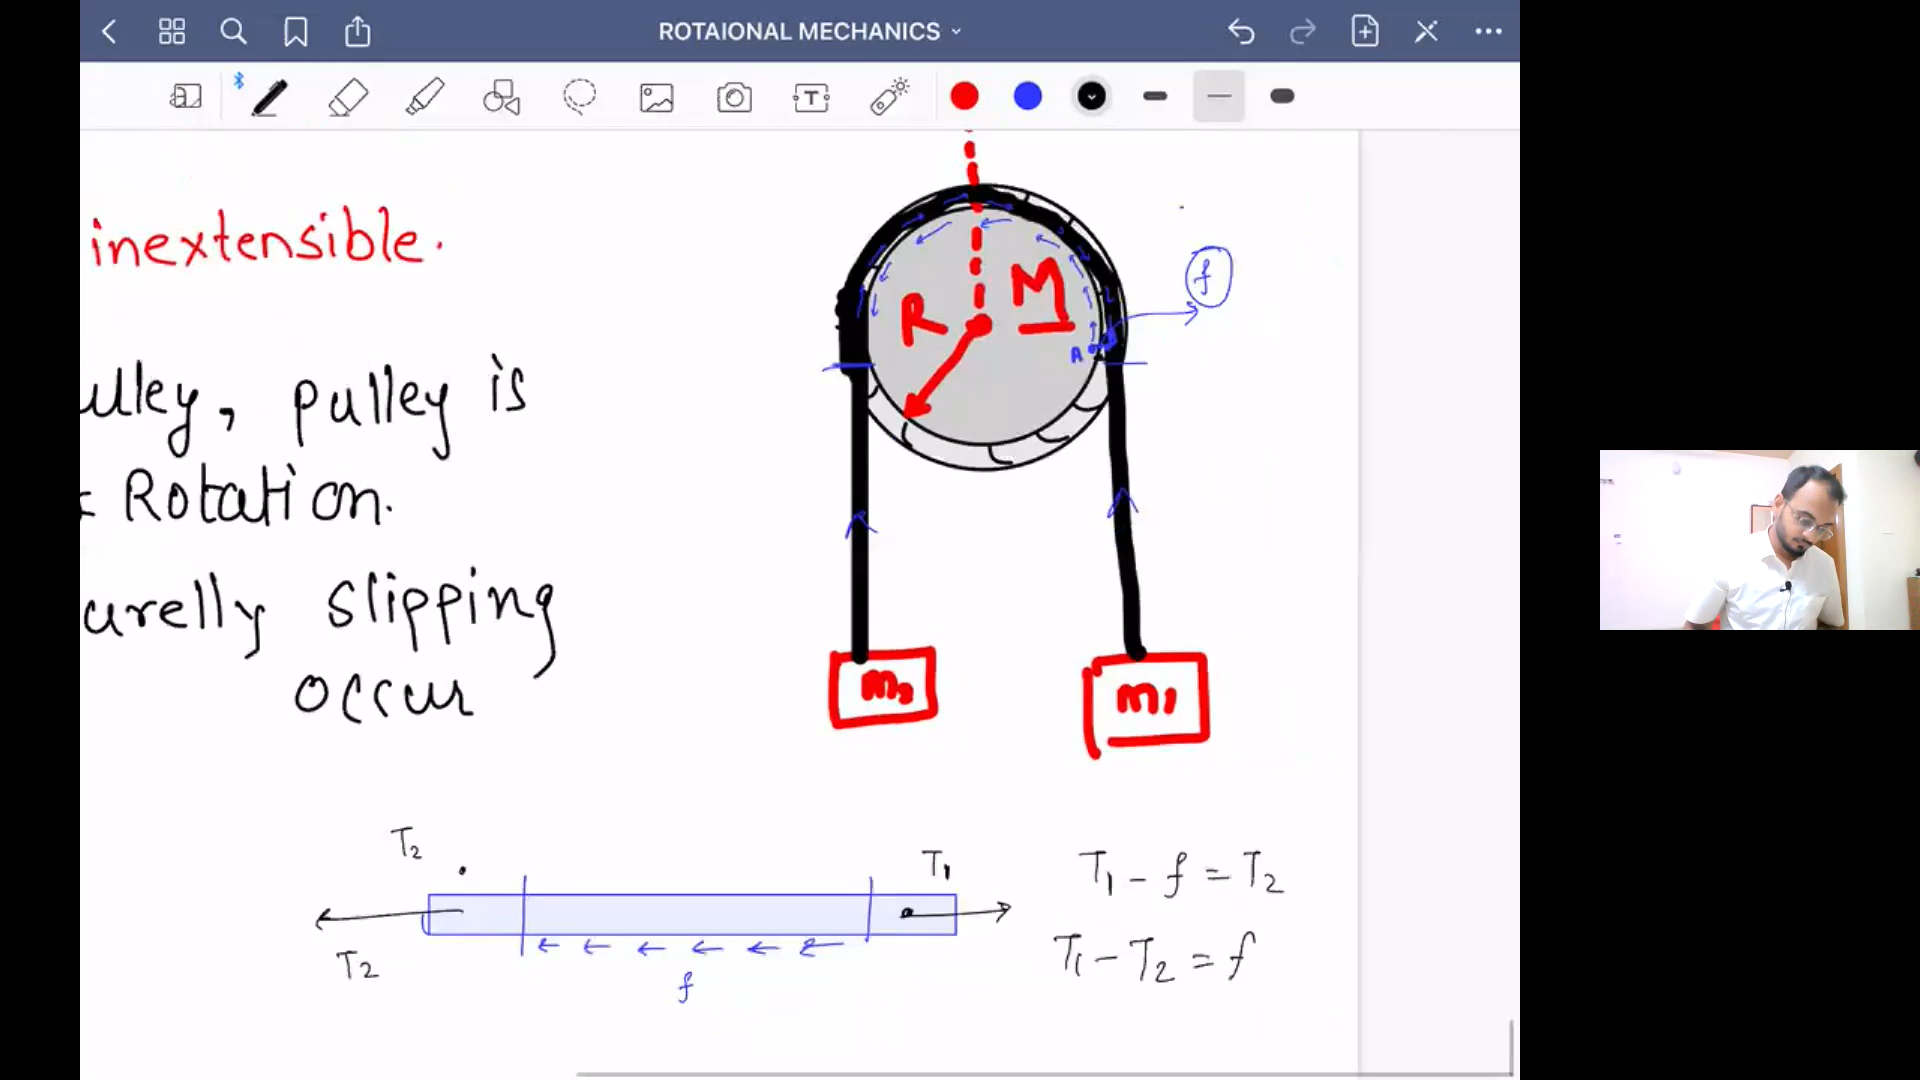 ROTAIONAL MECHANICS
inextensible.
ulley, pulley is
Rotation.
urelly slipping
occur
f
R
M
A
m2
m1
T2
T1
T2
f
T1 - f = T2
T1 - T2 = f